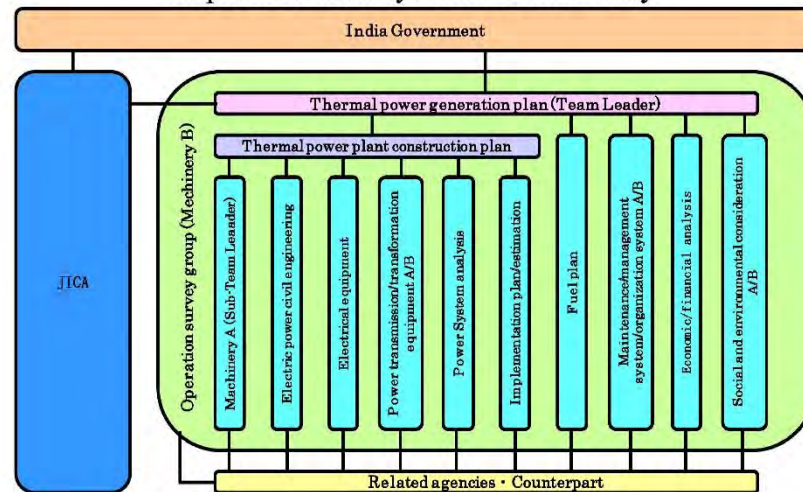 India Government
Thermal power generation plan (Team Leader)
Thermal power plant construction plan
JICA
Operation survey group (Mechinery B)
Machinery A (Sub-Team Leaader)
Electric power civil engineering
Electrical equipment
Power transmission/transformation
equipment A/B
Power System analysis
Implementation plan/estimation
Fuel plan
Maintenance/management
system/organization system A/B
Economic/financial analysis
Social and environmental consideration
A/B
Related agencies・Counterpart